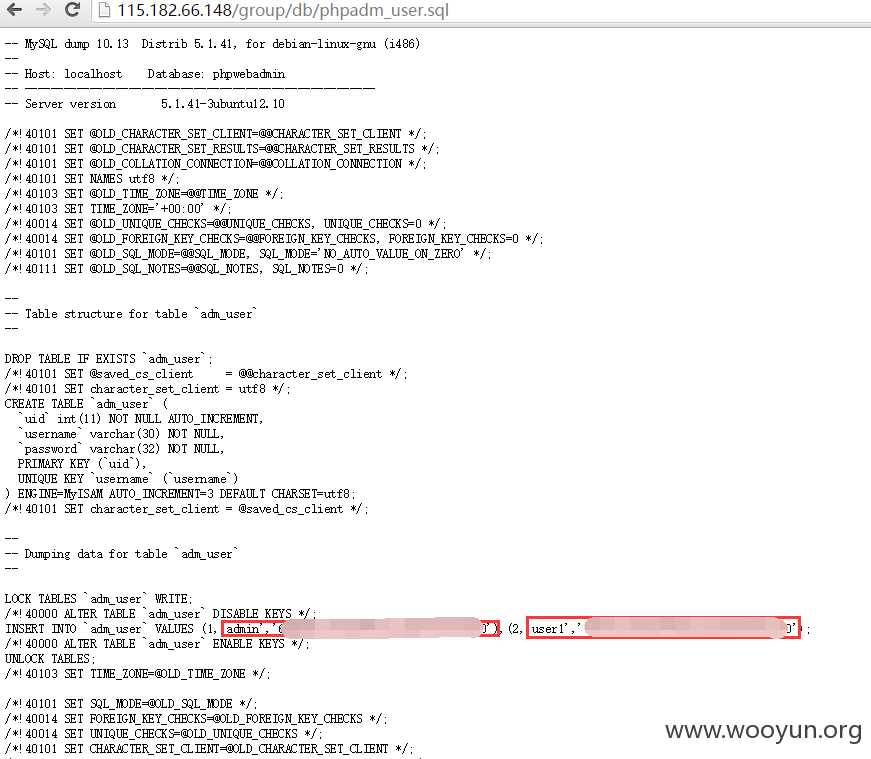 115.182.66.148/group/db/phpadm_user.sql
-- MySQL dump 10.13  Distrib 5.1.41, for debian-linux-gnu (i486)
--
-- Host: localhost    Database: phpwebadmin
-- ------------------------------------------------------
-- Server version       5.1.41-3ubuntu12.10
/*!40101 SET @OLD_CHARACTER_SET_CLIENT=@@CHARACTER_SET_CLIENT */;
/*!40101 SET @OLD_CHARACTER_SET_RESULTS=@@CHARACTER_SET_RESULTS */;
/*!40101 SET @OLD_COLLATION_CONNECTION=@@COLLATION_CONNECTION */;
/*!40101 SET NAMES utf8 */;
/*!40103 SET @OLD_TIME_ZONE=@@TIME_ZONE */;
/*!40103 SET TIME_ZONE='+00:00' */;
/*!40014 SET @OLD_UNIQUE_CHECKS=@@UNIQUE_CHECKS, UNIQUE_CHECKS=0 */;
/*!40014 SET @OLD_FOREIGN_KEY_CHECKS=@@FOREIGN_KEY_CHECKS, FOREIGN_KEY_CHECKS=0 */;
/*!40101 SET @OLD_SQL_MODE=@@SQL_MODE, SQL_MODE='NO_AUTO_VALUE_ON_ZERO' */;
/*!40111 SET @OLD_SQL_NOTES=@@SQL_NOTES, SQL_NOTES=0 */;
--
-- Table structure for table `adm_user`
--
DROP TABLE IF EXISTS `adm_user`;
/*!40101 SET @saved_cs_client     = @@character_set_client */;
/*!40101 SET character_set_client = utf8 */;
CREATE TABLE `adm_user` (
  `uid` int(11) NOT NULL AUTO_INCREMENT,
  `username` varchar(30) NOT NULL,
  `password` varchar(32) NOT NULL,
  PRIMARY KEY (`uid`),
  UNIQUE KEY `username` (`username`)
) ENGINE=MyISAM AUTO_INCREMENT=3 DEFAULT CHARSET=utf8;
/*!40101 SET character_set_client = @saved_cs_client */;
--
-- Dumping data for table `adm_user`
--
LOCK TABLES `adm_user` WRITE;
/*!40000 ALTER TABLE `adm_user` DISABLE KEYS */;
INSERT INTO `adm_user` VALUES (1,'admin','0'),(2,'user1','0');
/*!40000 ALTER TABLE `adm_user` ENABLE KEYS */;
UNLOCK TABLES;
/*!40103 SET TIME_ZONE=@OLD_TIME_ZONE */;
/*!40101 SET SQL_MODE=@OLD_SQL_MODE */;
/*!40014 SET FOREIGN_KEY_CHECKS=@OLD_FOREIGN_KEY_CHECKS */;
/*!40014 SET UNIQUE_CHECKS=@OLD_UNIQUE_CHECKS */;
/*!40101 SET CHARACTER_SET_CLIENT=@OLD_CHARACTER_SET_CLIENT */;
www.wooyun.org